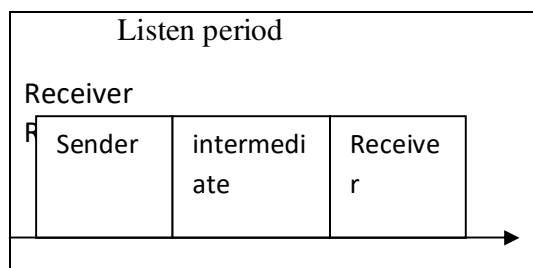 Listen period
Receiver
R
Sender
intermedi
ate
Receive
r